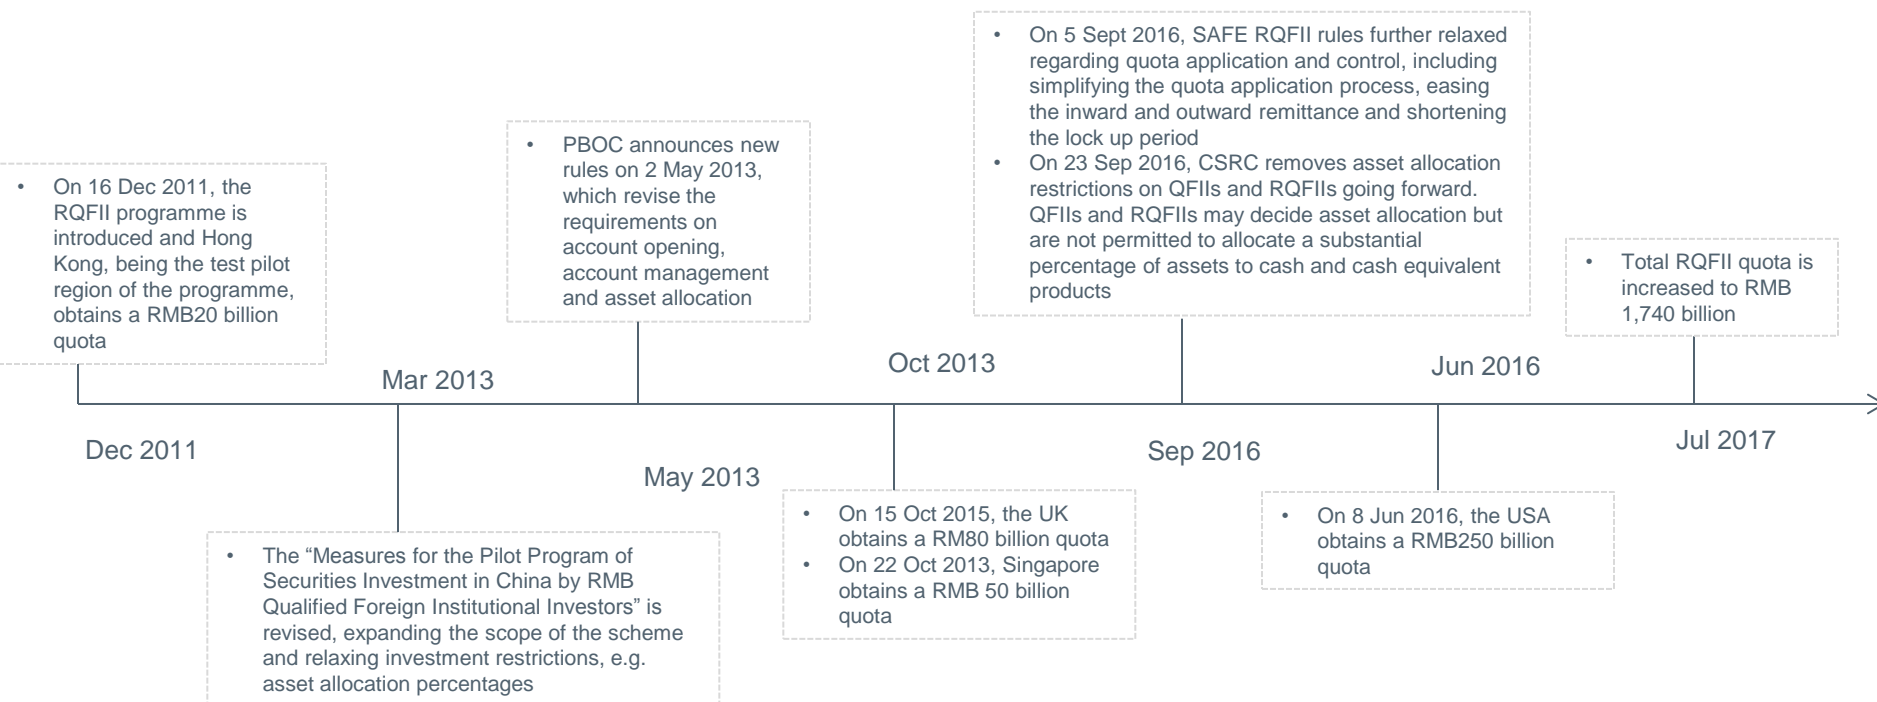 • On 16 Dec 2011, the
RQFII programme is
introduced and Hong
Kong, being the test pilot
region of the programme,
obtains a RMB20 billion
quota
Dec 2011
Mar 2013
• The “Measures for the Pilot Program of
Securities Investment in China by RMB
Qualified Foreign Institutional Investors” is
revised, expanding the scope of the scheme
and relaxing investment restrictions, e.g.
asset allocation percentages
• PBOC announces new
rules on 2 May 2013,
which revise the
requirements on
account opening,
account management
and asset allocation
May 2013
Oct 2013
• On 15 Oct 2015, the UK
obtains a RM80 billion quota
• On 22 Oct 2013, Singapore
obtains a RMB 50 billion
quota
• On 5 Sept 2016, SAFE RQFII rules further relaxed
regarding quota application and control, including
simplifying the quota application process, easing
the inward and outward remittance and shortening
the lock up period
• On 23 Sep 2016, CSRC removes asset allocation
restrictions on QFIIs and RQFIIs going forward.
QFIIs and RQFIIs may decide asset allocation but
are not permitted to allocate a substantial
percentage of assets to cash and cash equivalent
products
Sep 2016
Jun 2016
• On 8 Jun 2016, the USA
obtains a RMB250 billion
quota
• Total RQFII quota is
increased to RMB
1,740 billion
Jul 2017